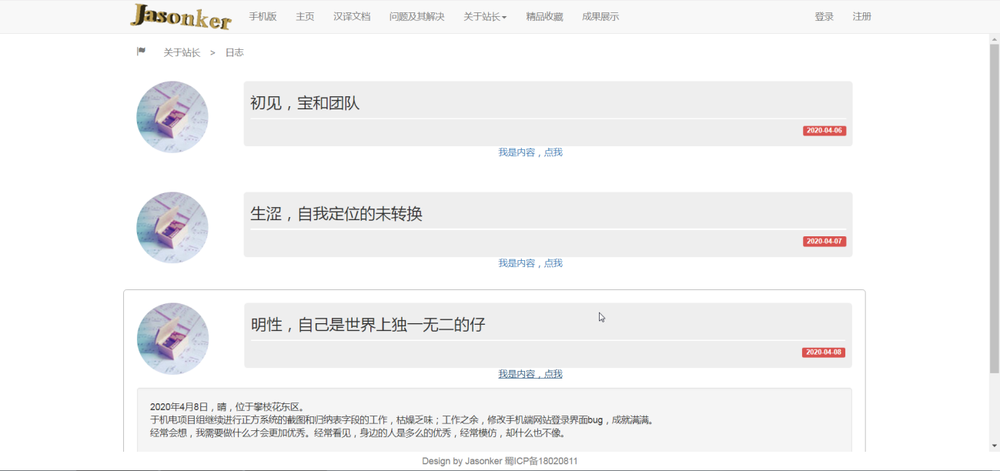 Jasonker 手机版 主页 汉译文档 问题及其解决 关于站长 精品收藏 成果展示 登录 注册
关于站长 > 日志
初见，宝和团队
2020-04-06
我是内容，点我
生涩，自我定位的未转换
2020-04-07
我是内容，点我
明性，自己是世界上独一无二的仔
2020-04-08
我是内容，点我
2020年4月8日，晴，位于攀枝花东区。
于机电项目组继续进行正方系统的截图和归纳表字段的工作，枯燥乏味；工作之余，修改手机端网站登录界面bug，成就满满。
经常会想，我需要做什么才会更加优秀。经常看见，身边的人是多么的优秀，经常模仿，却什么也不像。
Design by Jasonker 蜀ICP备18020811